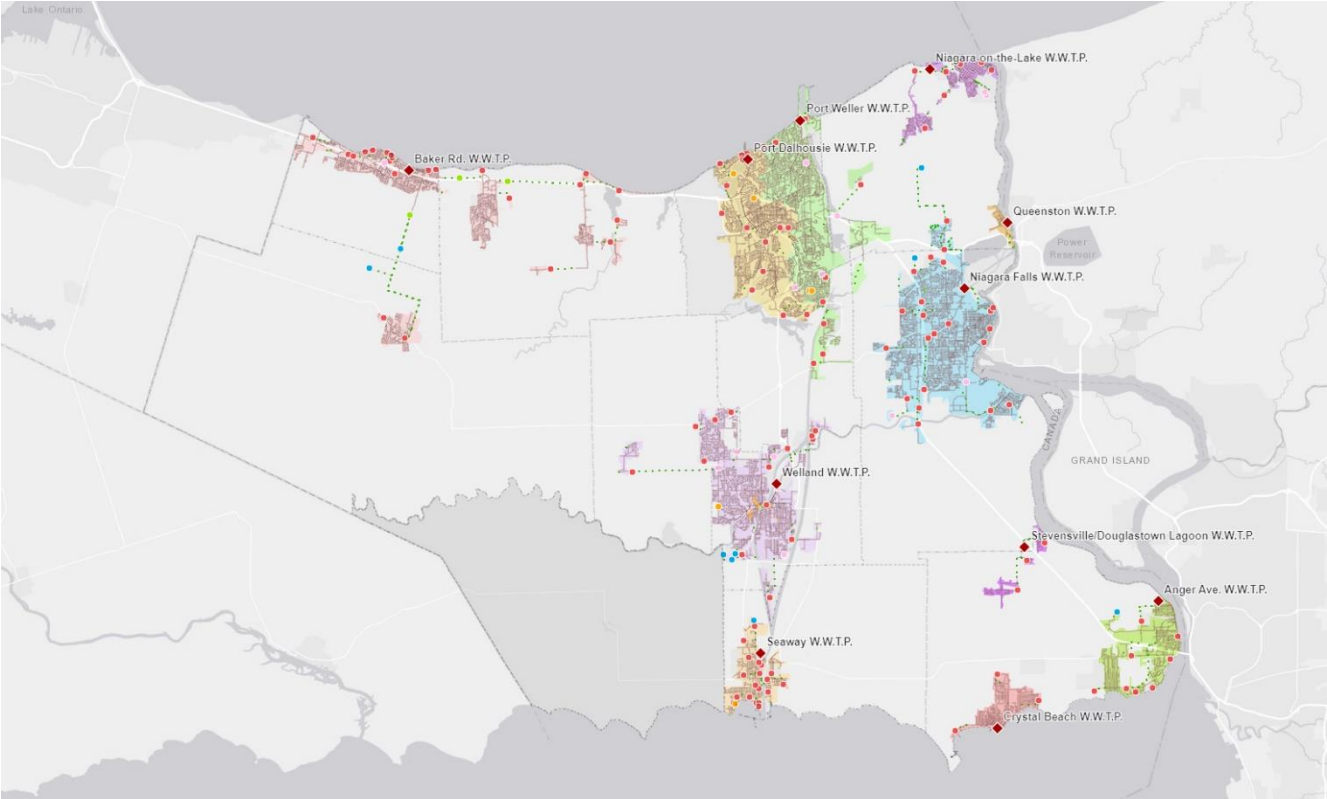 Lake Ontario
Niagara-on-the-Lake W.W.T.P.
Port Weller W.W.T.P.
Port Dalhousie W.W.T.P.
Baker Rd. W.W.T.P.
Queenston W.W.T.P.
Power
Reservoir
Niagara Falls W.W.T.P.
CANADA
GRAND ISLAND
Welland W.W.T.P.
Stevensville/Douglastown Lagoon W.W.T.P.
Anger Ave. W.W.T.P.
Seaway W.W.T.P.
Crystal Beach W.W.T.P.